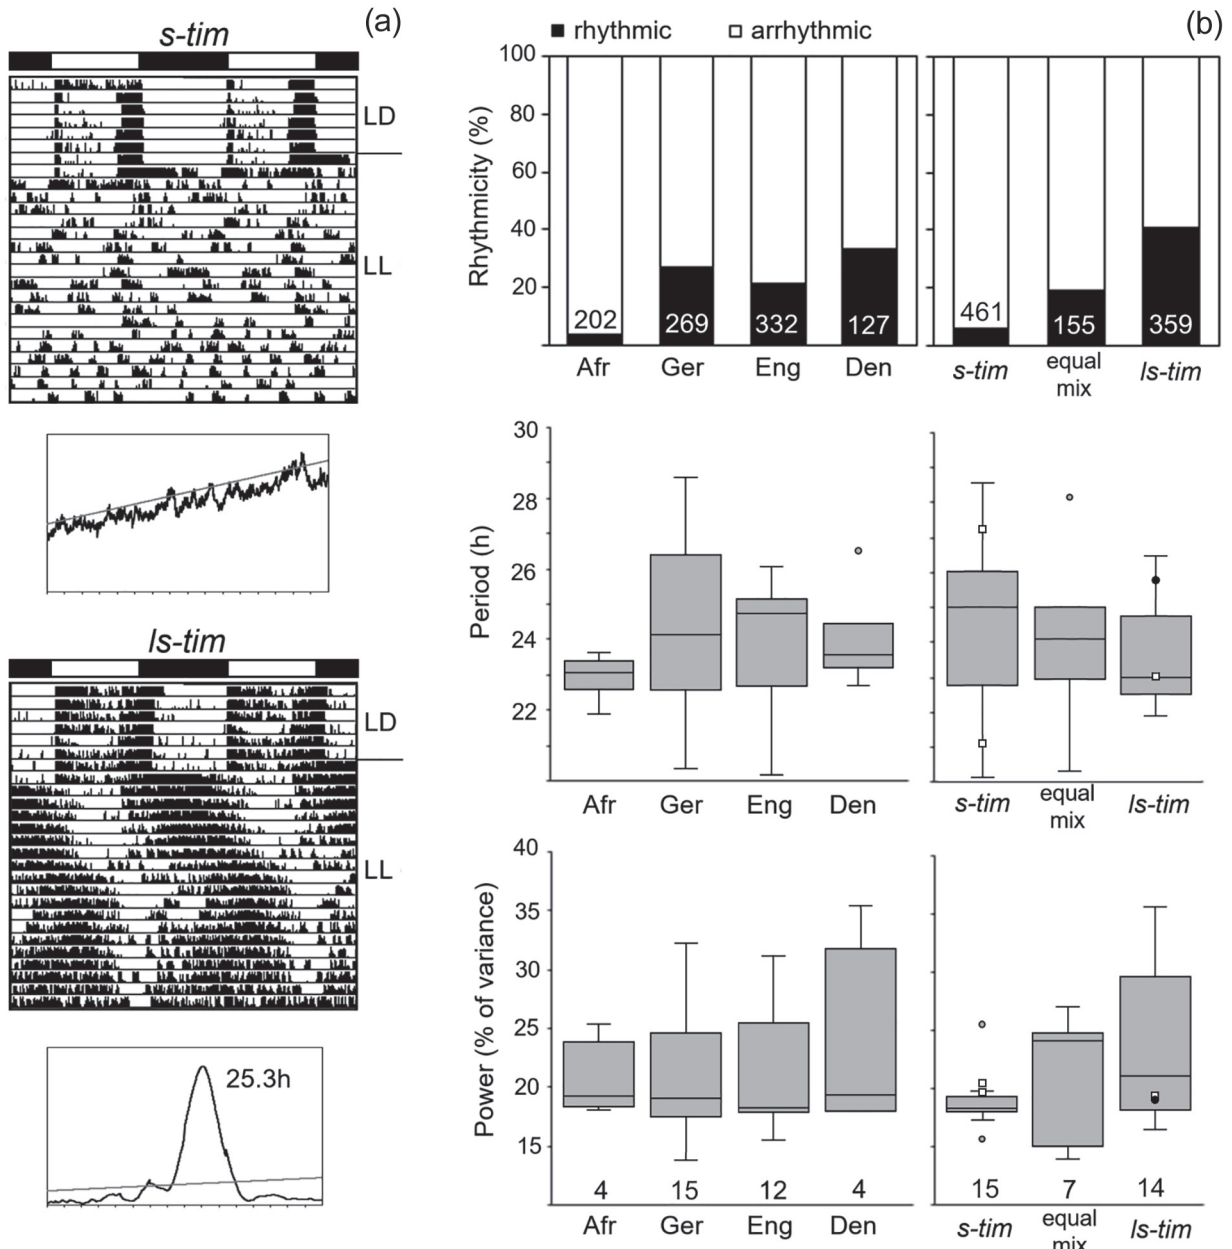 (a)
s-tim
LD
LL
ls-tim
LD
LL
25.3h
(b)
rhythmic arrhythmic
Rhythmicity (%)
100
80
60
40
20
202 269 332 127
Afr Ger Eng Den
461 155 359
s-tim equal mix ls-tim
Period (h)
30
28
26
24
22
Afr Ger Eng Den
s-tim equal mix ls-tim
Power (% of variance)
40
35
30
25
20
15
4 15 12 4
Afr Ger Eng Den
15 7 14
s-tim equal mix ls-tim